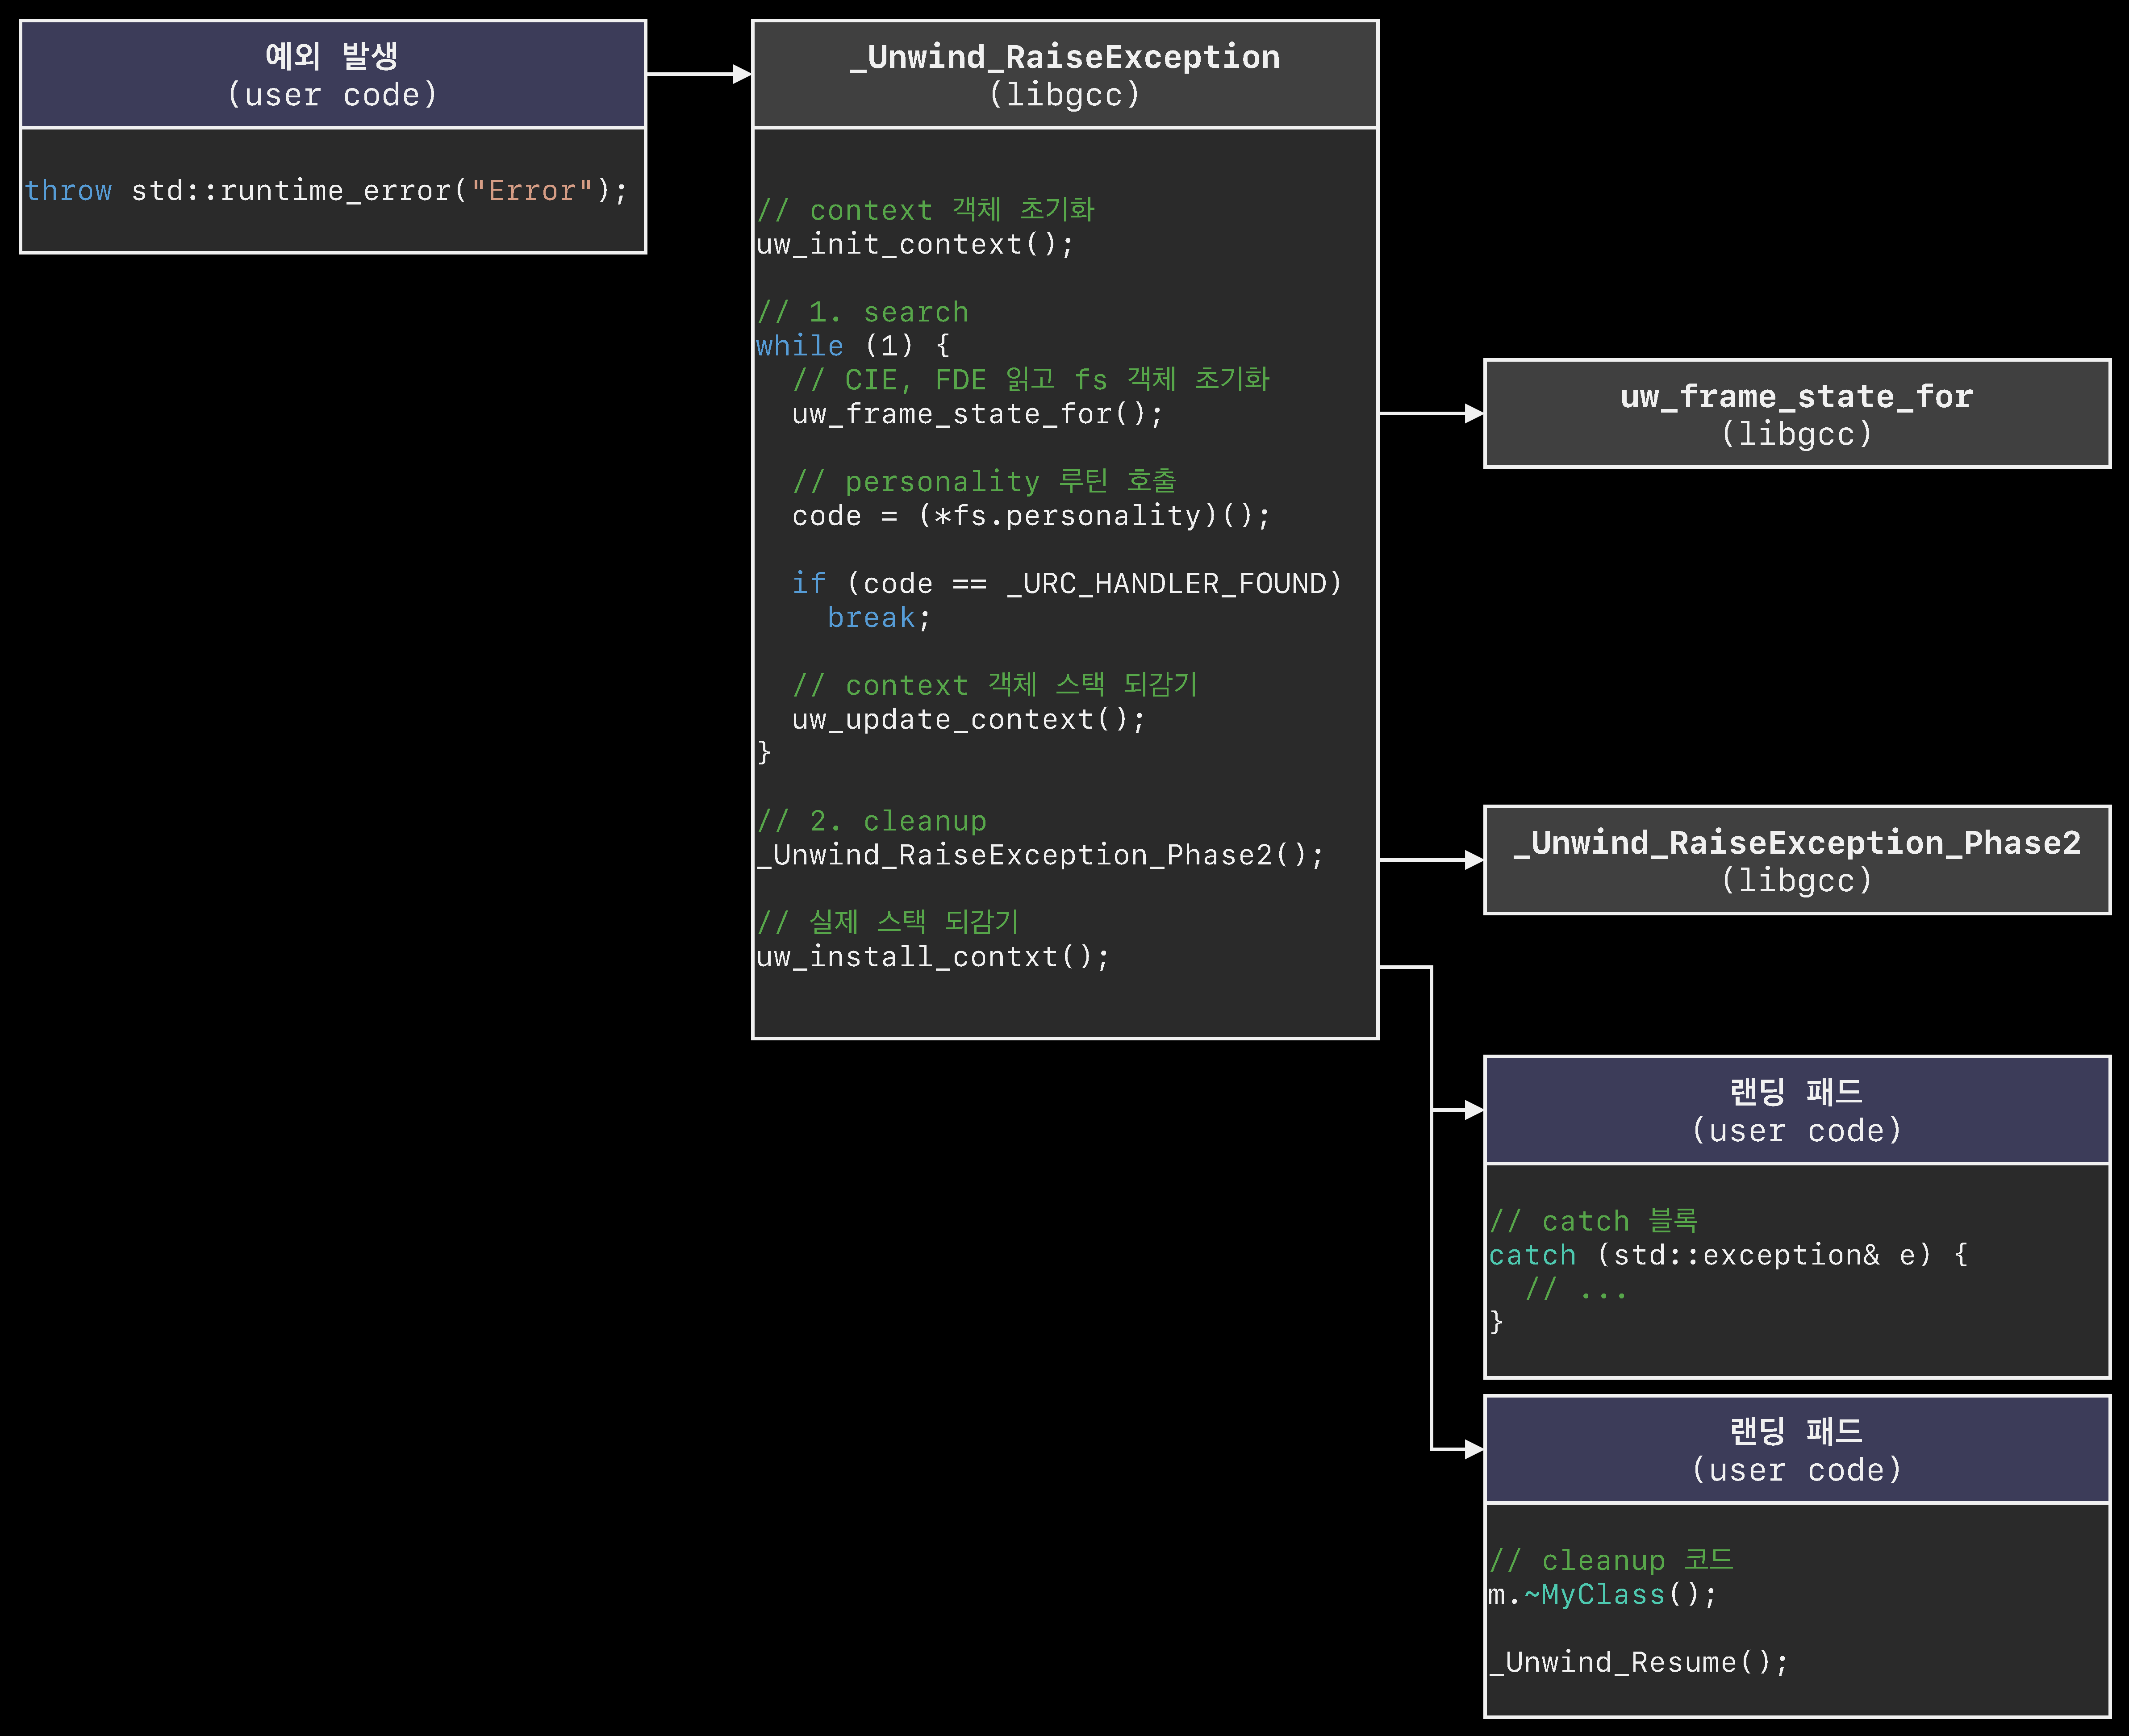 예외 발생
(user code)
throw std::runtime_error("Error");
_Unwind_RaiseException
(libgcc)
// context 객체 초기화
uw_init_context();
// 1. search
while (1) {
// CIE, FDE 읽고 fs 객체 초기화
uw_frame_state_for();
// personality 루틴 호출
code = (*fs.personality)();
if (code == _URC_HANDLER_FOUND)
break;
// context 객체 스택 되감기
uw_update_context();
}
// 2. cleanup
_Unwind_RaiseException_Phase2();
// 실제 스택 되감기
uw_install_contxt();
uw_frame_state_for
(libgcc)
_Unwind_RaiseException_Phase2
(libgcc)
랜딩 패드
(user code)
// catch 블록
catch (std::exception& e) {
// ...
}
랜딩 패드
(user code)
// cleanup 코드
m.~MyClass();
_Unwind_Resume();